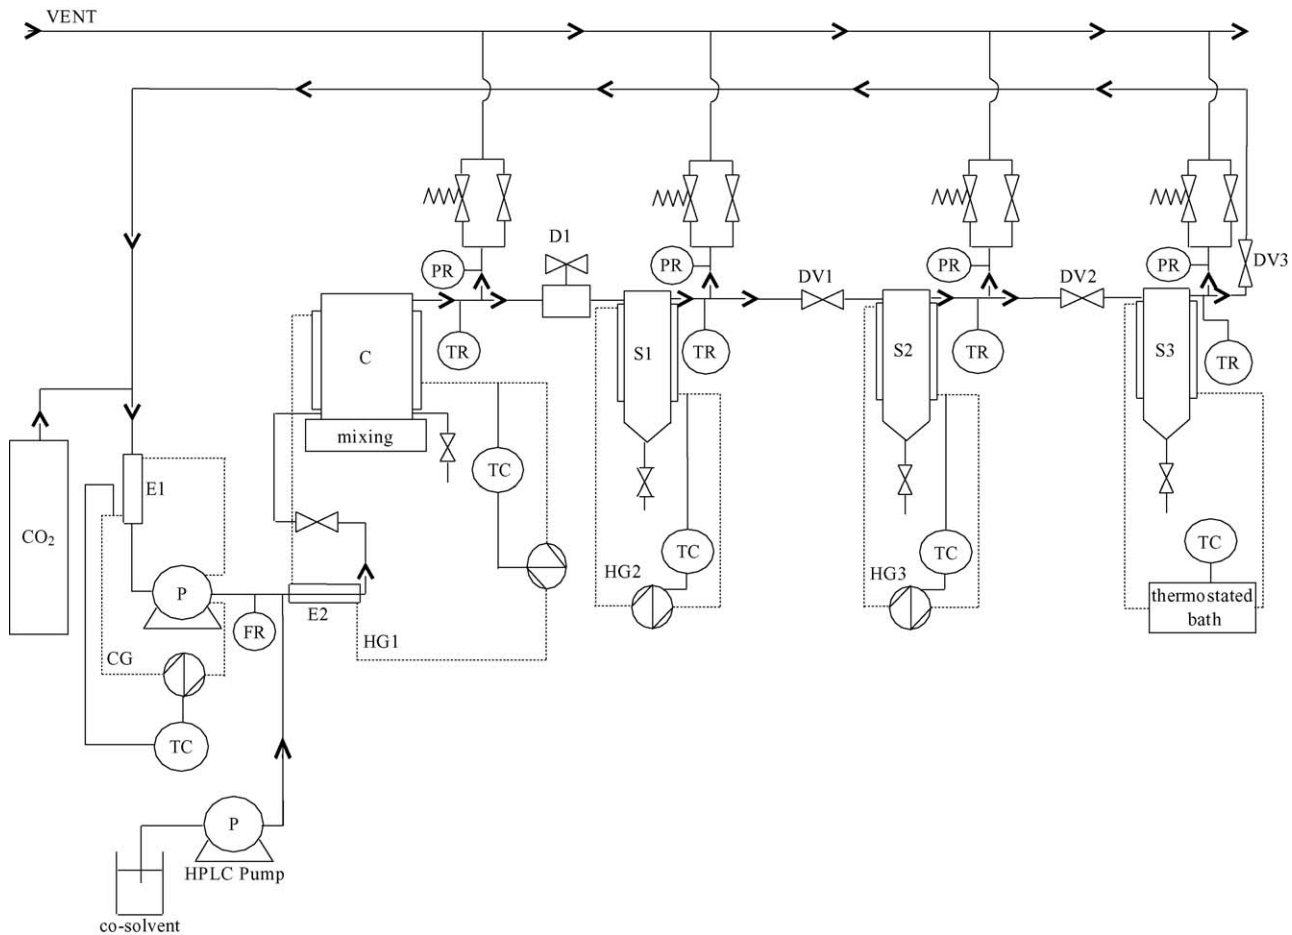 VENT
D1
PR
PR
PR
PR
DV1
DV2
DV3
C
TR
S1
TR
S2
TR
S3
TR
mixing
TC
E1
CO₂
P
E2
FR
HG1
CG
TC
HG2
TC
HG3
TC
TC
thermostated
bath
P
HPLC Pump
co-solvent